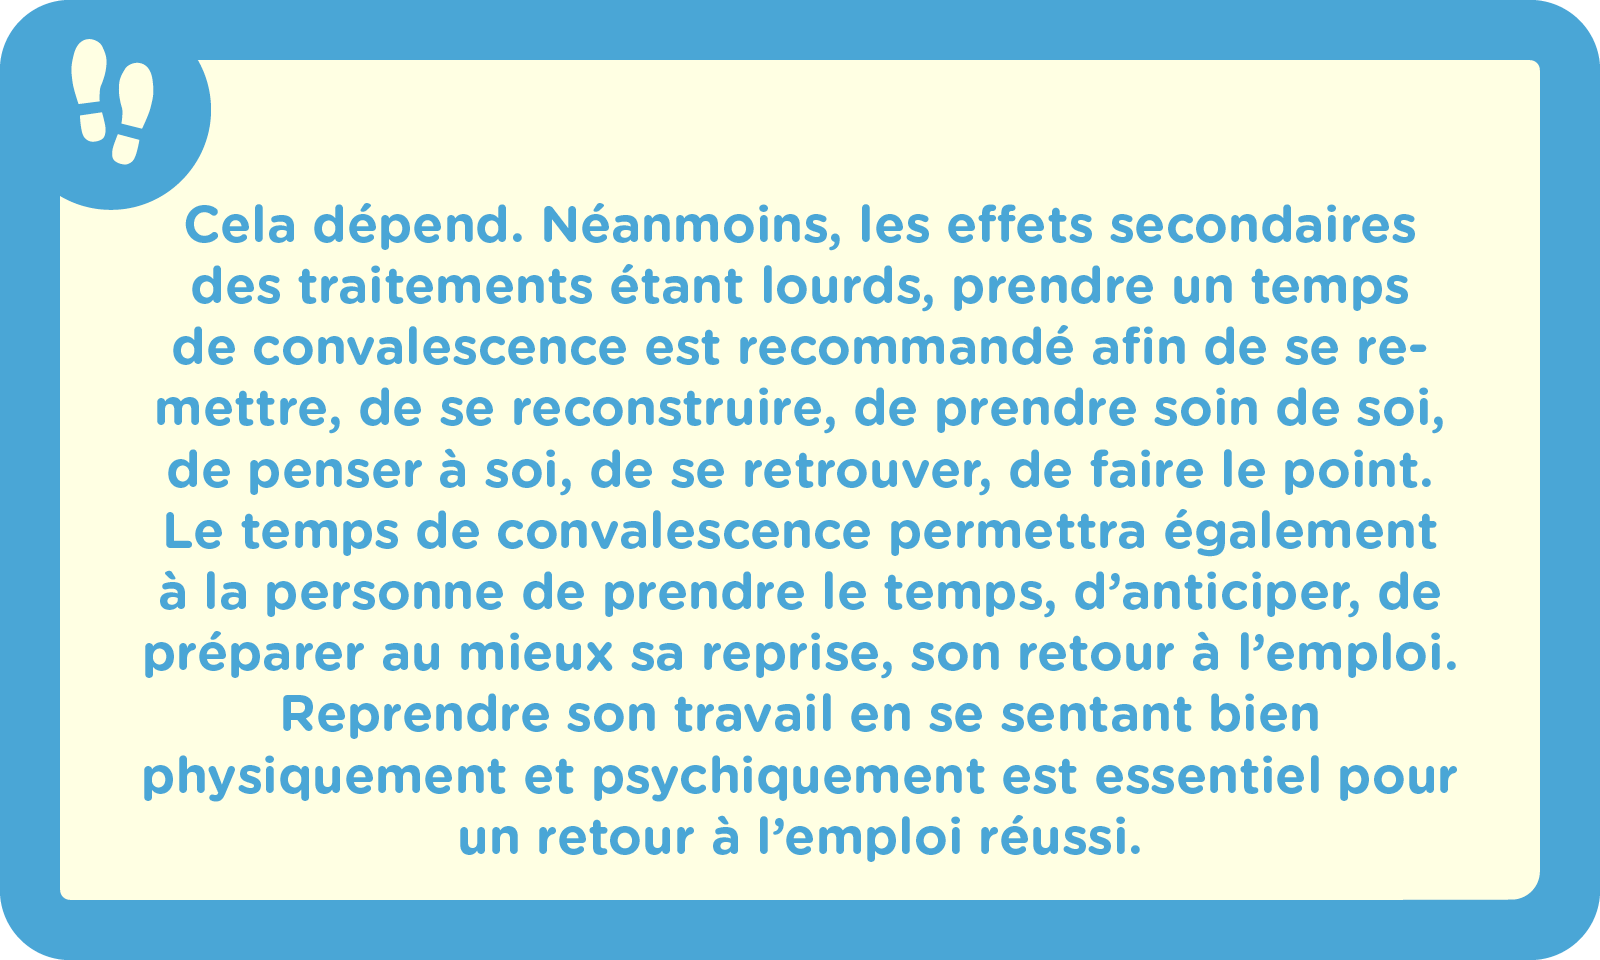 Cela dépend. Néanmoins, les effets secondaires
des traitements étant lourds, prendre un temps
de convalescence est recommandé afin de se re-
mettre, de se reconstruire, de prendre soin de soi,
de penser à soi, de se retrouver, de faire le point.
Le temps de convalescence permettra également
à la personne de prendre le temps, d’anticiper, de
préparer au mieux sa reprise, son retour à l’emploi.
Reprendre son travail en se sentant bien
physiquement et psychiquement est essentiel pour
un retour à l’emploi réussi.